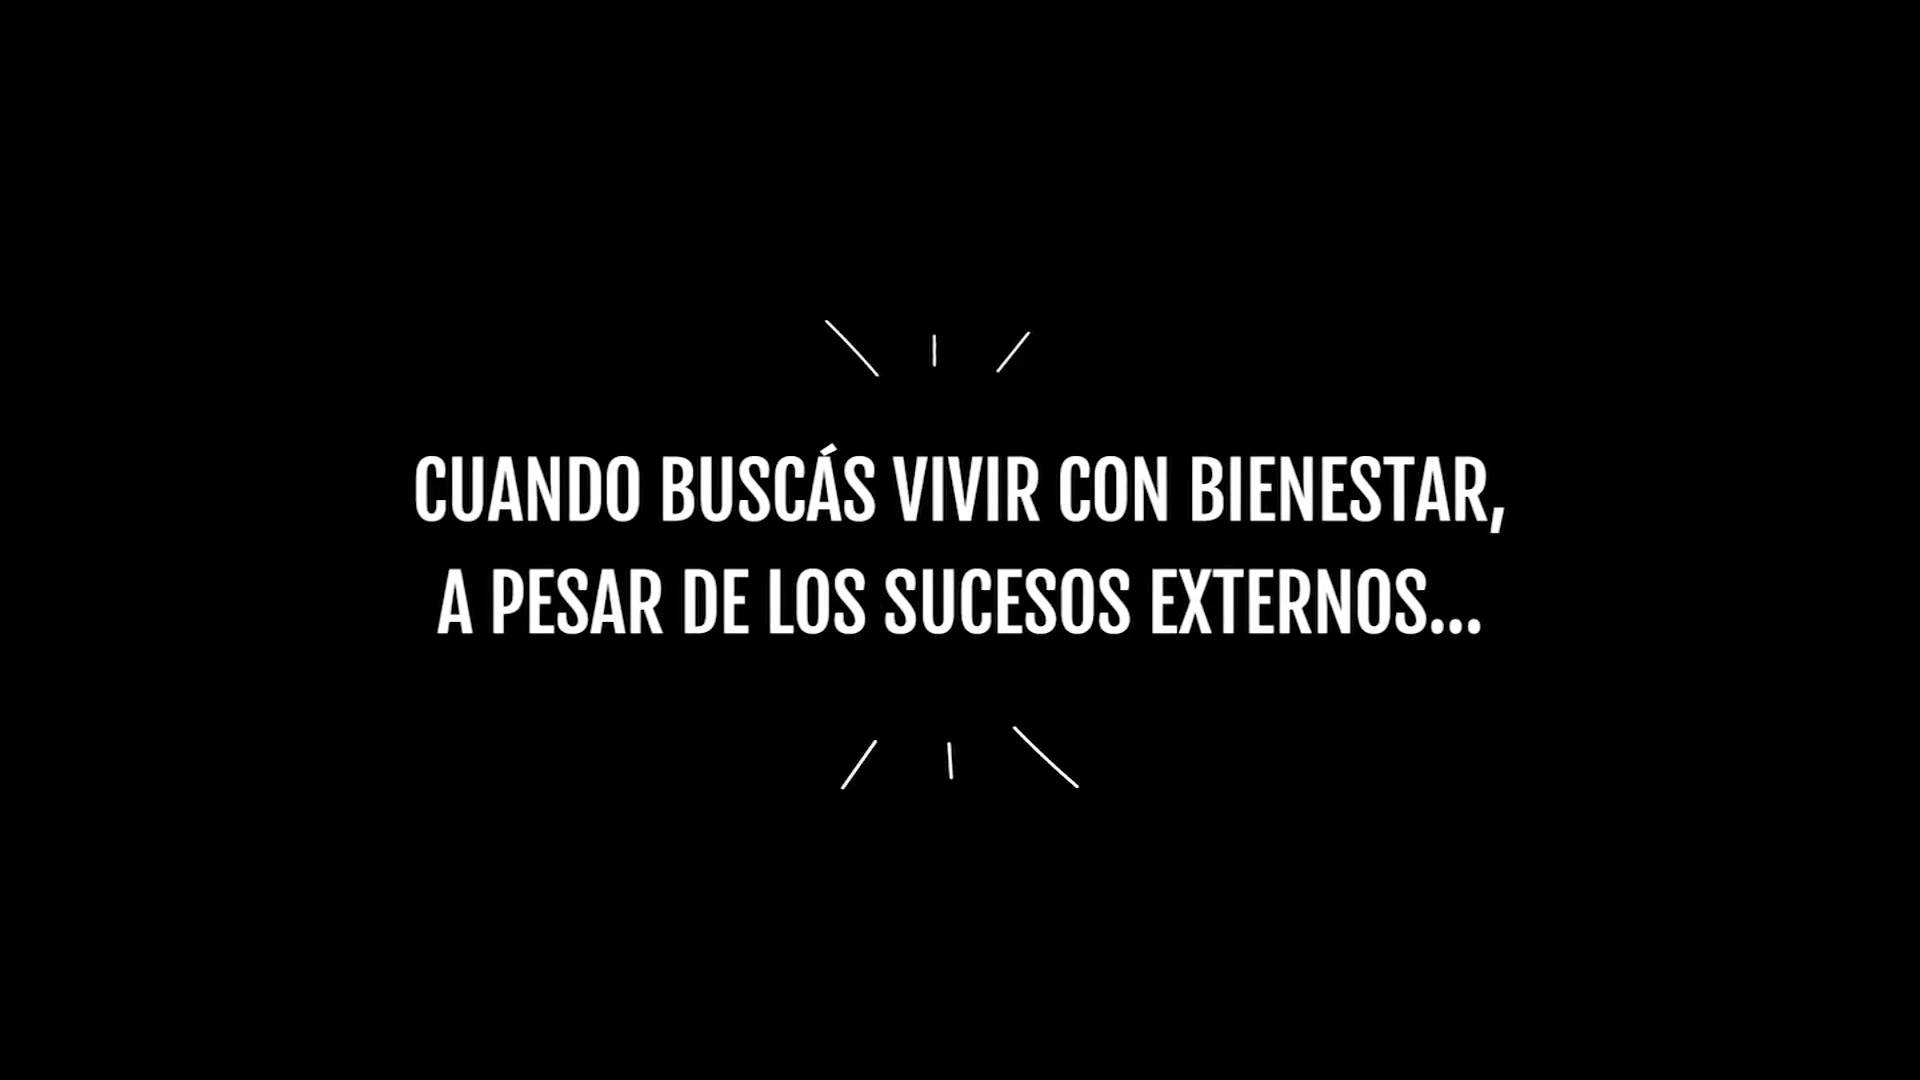 CUANDO BUSCÁS VIVIR CON BIENESTAR,
A PESAR DE LOS SUCESOS EXTERNOS...